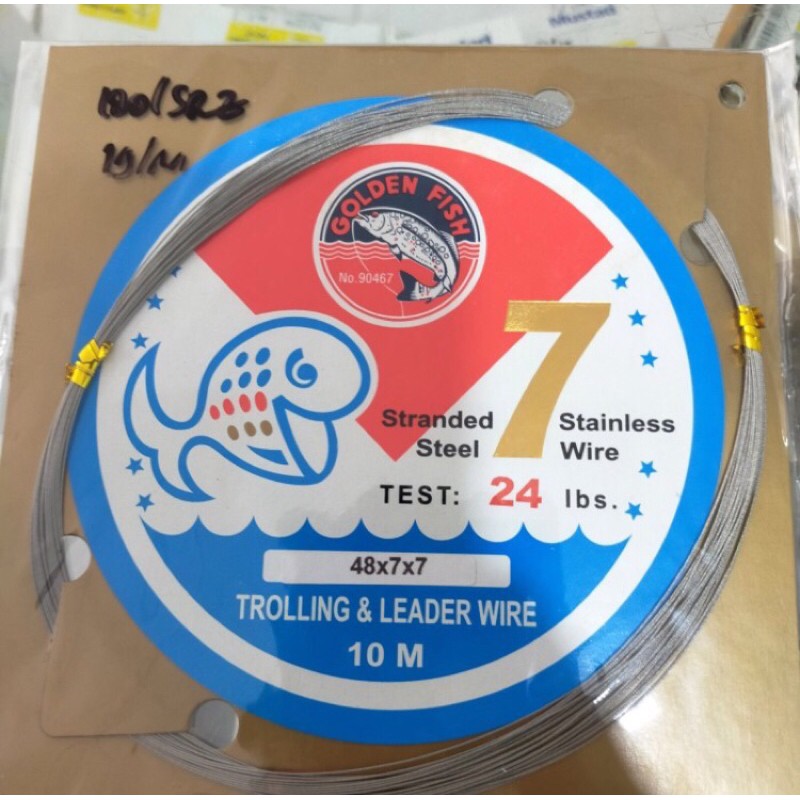 GOLDEN FISH
No. 90467
7
Stranded Stainless
Steel Wire
TEST: 24 lbs.
48x7x7
TROLLING & LEADER WIRE
10 M